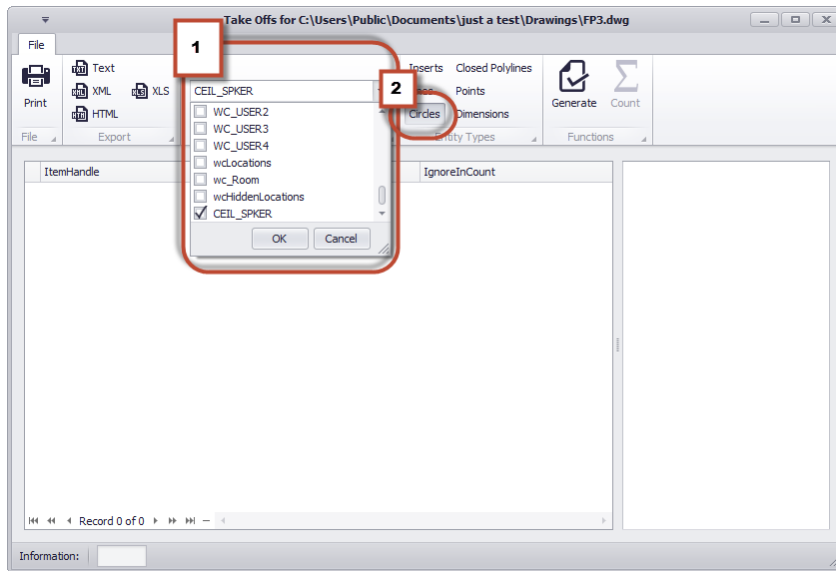 Take Offs for C:\Users\Public\Documents\just a test\Drawings\FP3.dwg
File
1
Text
XML
XLS
HTML
Print
File
Export
CEIL_SPKER
WC_USER2
WC_USER3
WC_USER4
wcLocations
wc_Room
wcHiddenLocations
CEIL_SPKER
OK Cancel
2
Inserts Closed Polylines
Points
Circles Dimensions
Entity Types
Generate Count
Functions
ItemHandle IgnoreInCount
Record 0 of 0
Information: